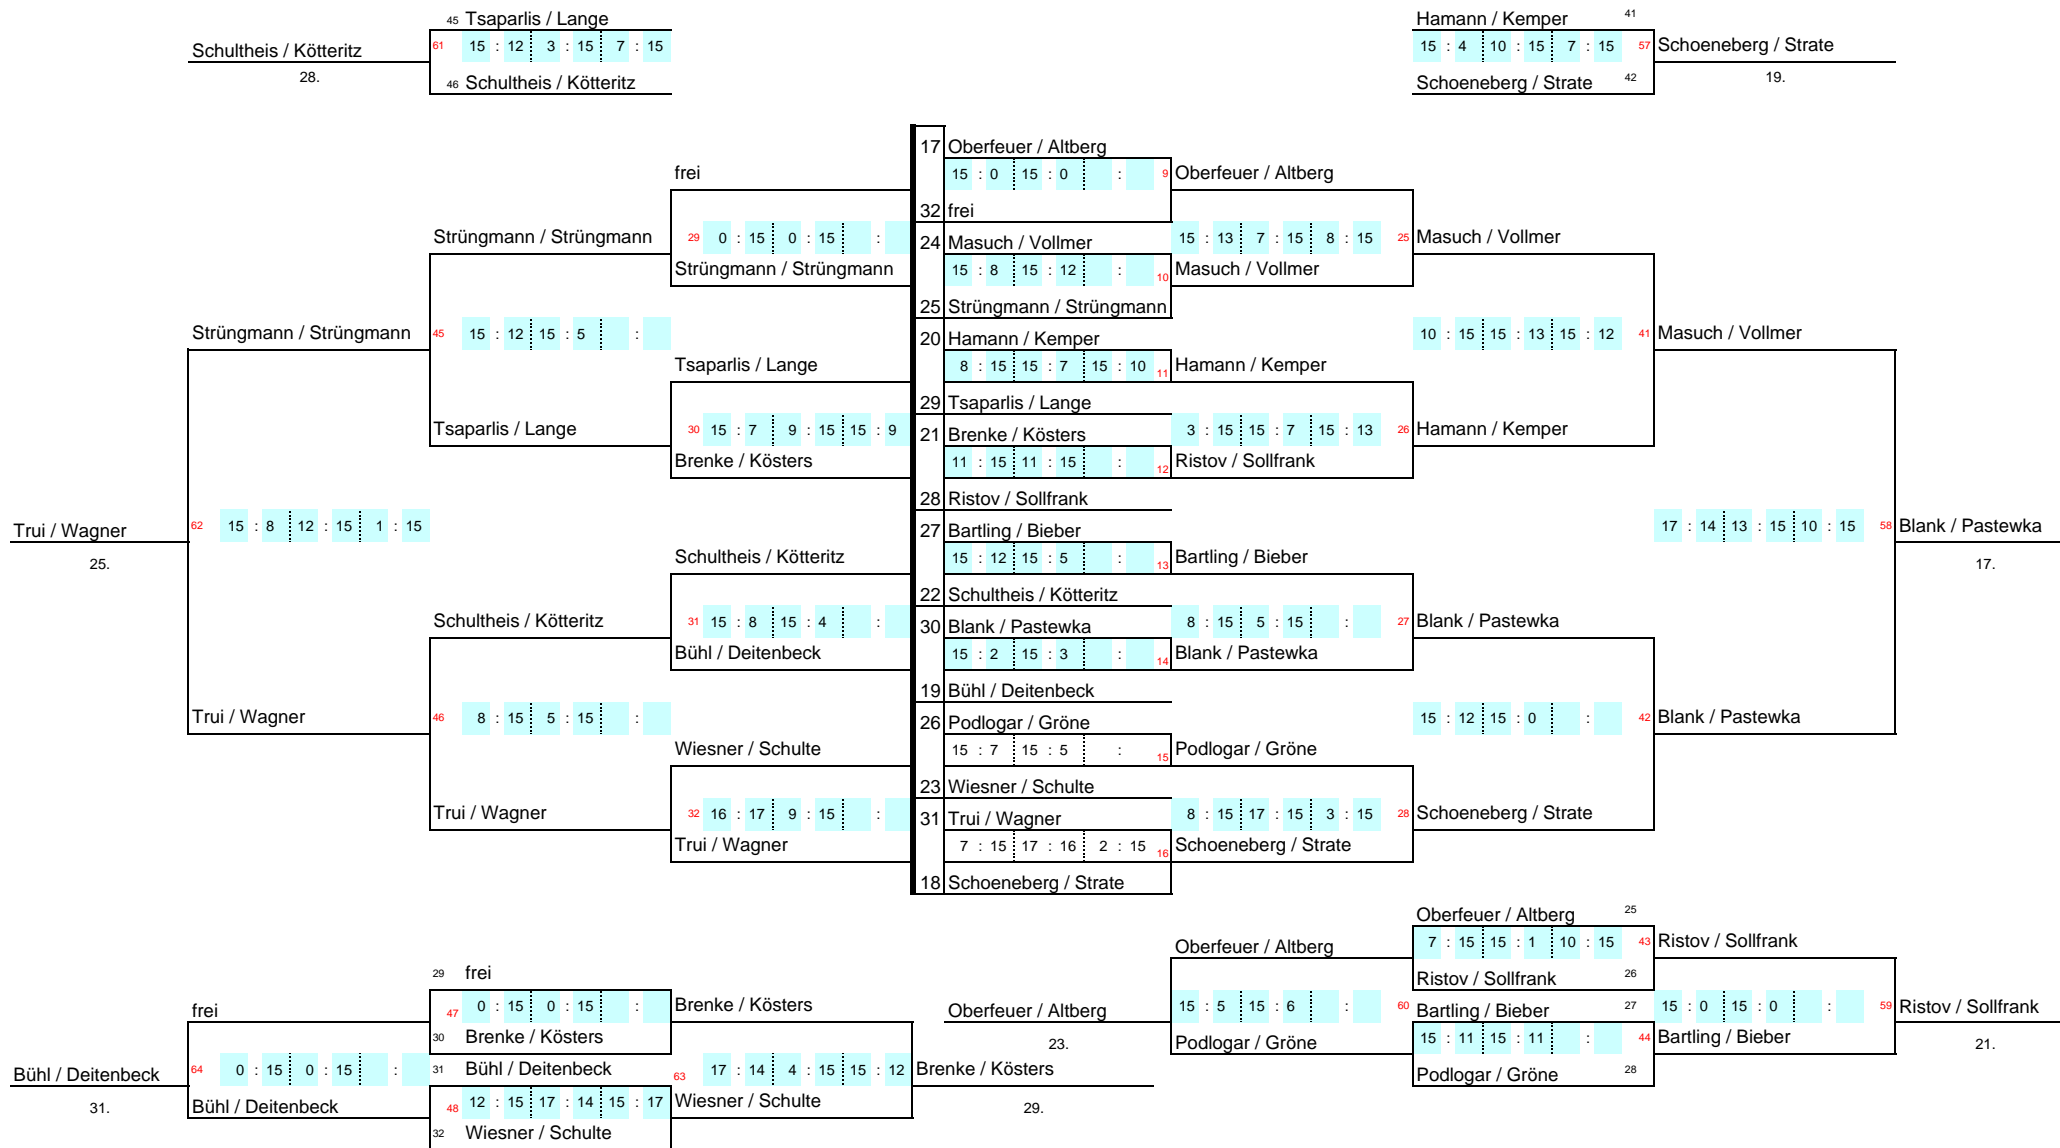 45 Tsaparlis / Lange Hamann / Kemper 41
Schultheis / Kötteritz 61 15 : 12 3 : 15 7 : 15 15 : 4 10 : 15 7 : 15 57 Schoeneberg / Strate
28. 46 Schultheis / Kötteritz Schoeneberg / Strate 42 19.
17 Oberfeuer / Altberg
frei 15 : 0 15 : 0 : 9 Oberfeuer / Altberg
32 frei
Strüngmann / Strüngmann 29 0 : 15 0 : 15 : 24 Masuch / Vollmer 15 : 13 7 : 15 8 : 15 25 Masuch / Vollmer
Strüngmann / Strüngmann 15 : 8 15 : 12 : 10 Masuch / Vollmer
25 Strüngmann / Strüngmann
Strüngmann / Strüngmann 45 15 : 12 15 : 5 : 20 Hamann / Kemper 10 : 15 15 : 13 15 : 12 41 Masuch / Vollmer
Tsaparlis / Lange 8 : 15 15 : 7 15 : 10 11 Hamann / Kemper
29 Tsaparlis / Lange
Tsaparlis / Lange 30 15 : 7 9 : 15 15 : 9 21 Brenke / Kösters 3 : 15 15 : 7 15 : 13 26 Hamann / Kemper
Brenke / Kösters 11 : 15 11 : 15 : 12 Ristov / Sollfrank
28 Ristov / Sollfrank
Trui / Wagner 62 15 : 8 12 : 15 1 : 15 27 Bartling / Bieber 17 : 14 13 : 15 10 : 15 58 Blank / Pastewka
25. Schultheis / Kötteritz 15 : 12 15 : 5 : 13 Bartling / Bieber 17.
22 Schultheis / Kötteritz
Schultheis / Kötteritz 31 15 : 8 15 : 4 : 30 Blank / Pastewka 8 : 15 5 : 15 : 27 Blank / Pastewka
Bühl / Deitenbeck 15 : 2 15 : 3 : 14 Blank / Pastewka
19 Bühl / Deitenbeck
Trui / Wagner 46 8 : 15 5 : 15 : 26 Podlogar / Gröne 15 : 12 15 : 0 : 42 Blank / Pastewka
Wiesner / Schulte 15 : 7 15 : 5 : 15 Podlogar / Gröne
23 Wiesner / Schulte
Trui / Wagner 32 16 : 17 9 : 15 : 31 Trui / Wagner 8 : 15 17 : 15 3 : 15 28 Schoeneberg / Strate
Trui / Wagner 7 : 15 17 : 16 2 : 15 16 Schoeneberg / Strate
18 Schoeneberg / Strate
Oberfeuer / Altberg 25
Oberfeuer / Altberg 7 : 15 15 : 1 10 : 15 43 Ristov / Sollfrank
29 frei Ristov / Sollfrank 26
frei 47 0 : 15 0 : 15 : Brenke / Kösters Oberfeuer / Altberg 15 : 5 15 : 6 : 60 Bartling / Bieber 27 15 : 0 15 : 0 : 59 Ristov / Sollfrank
30 Brenke / Kösters 23. Podlogar / Gröne 15 : 11 15 : 11 : 44 Bartling / Bieber 21.
Bühl / Deitenbeck 64 0 : 15 0 : 15 : 31 Bühl / Deitenbeck 63 17 : 14 4 : 15 15 : 12 Brenke / Kösters Podlogar / Gröne 28
31. Bühl / Deitenbeck 48 12 : 15 17 : 14 15 : 17 Wiesner / Schulte 29.
32 Wiesner / Schulte